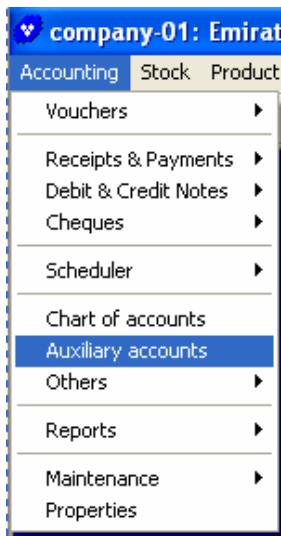 company-01: Emirat
Accounting Stock Product
Vouchers
Receipts & Payments
Debit & Credit Notes
Cheques
Scheduler
Chart of accounts
Auxiliary accounts
Others
Reports
Maintenance
Properties